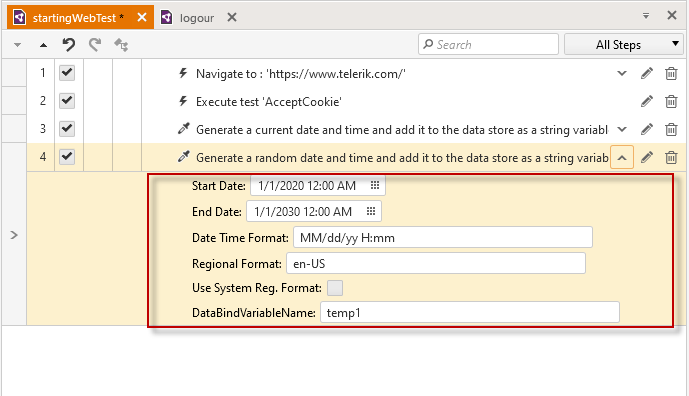 startingWebTest *
logour
Search
All Steps
1 Navigate to : 'https://www.telerik.com/'
2 Execute test 'AcceptCookie'
3 Generate a current date and time and add it to the data store as a string variabl
4 Generate a random date and time and add it to the data store as a string variab
Start Date: 1/1/2020 12:00 AM
End Date: 1/1/2030 12:00 AM
Date Time Format: MM/dd/yy H:mm
Regional Format: en-US
Use System Reg. Format:
DataBindVariableName: temp1